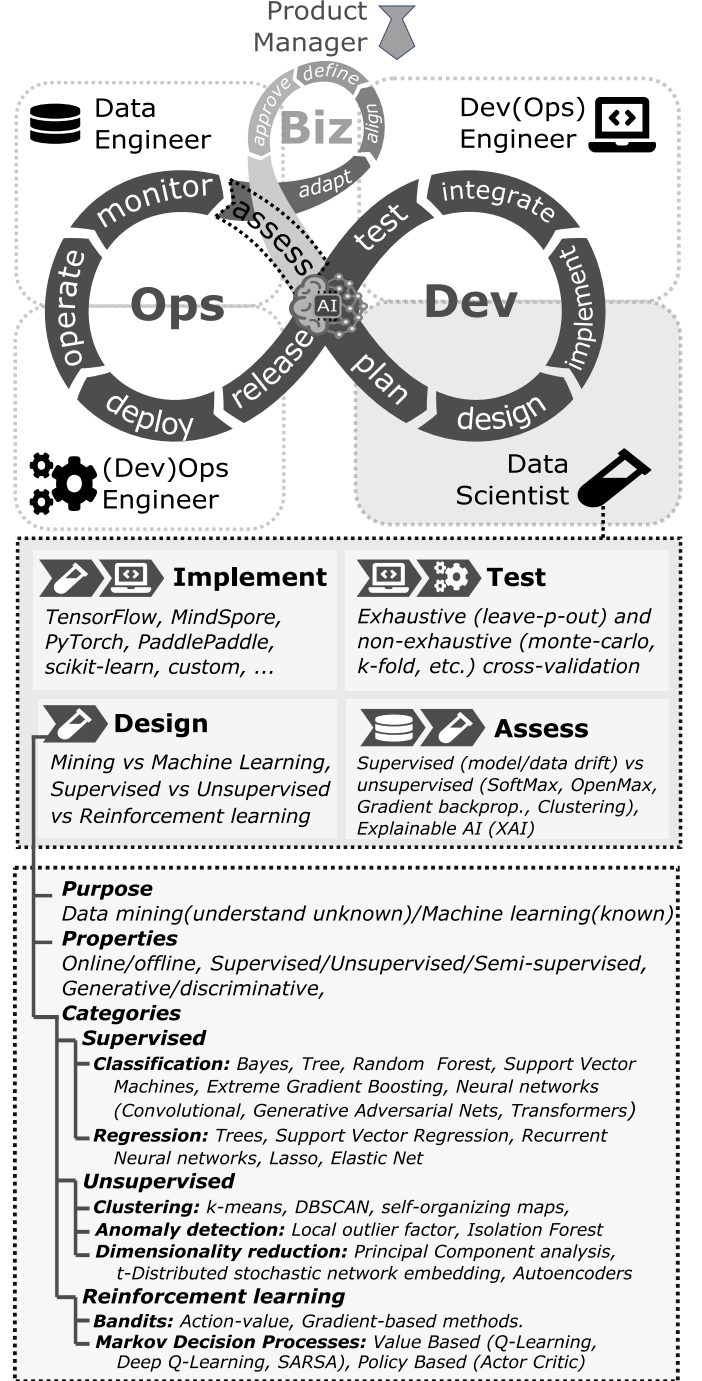 Product
Manager
Data
Engineer
approve
define
align
adapt
Biz
Dev(Ops)
Engineer
monitor
assess
test
integrate
operate
Ops
AI
Dev
implement
deploy
release
plan
design
(Dev)Ops
Engineer
Data
Scientist
Implement
TensorFlow, MindSpore,
PyTorch, PaddlePaddle,
scikit-learn, custom, ...
Test
Exhaustive (leave-p-out) and
non-exhaustive (monte-carlo,
k-fold, etc.) cross-validation
Design
Mining vs Machine Learning,
Supervised vs Unsupervised
vs Reinforcement learning
Assess
Supervised (model/data drift) vs
unsupervised (SoftMax, OpenMax,
Gradient backprop., Clustering),
Explainable AI (XAI)
Purpose
Data mining(understand unknown)/Machine learning(known)
Properties
Online/offline, Supervised/Unsupervised/Semi-supervised,
Generative/discriminative,
Categories
Supervised
Classification: Bayes, Tree, Random Forest, Support Vector
Machines, Extreme Gradient Boosting, Neural networks
(Convolutional, Generative Adversarial Nets, Transformers)
Regression: Trees, Support Vector Regression, Recurrent
Neural networks, Lasso, Elastic Net
Unsupervised
Clustering: k-means, DBSCAN, self-organizing maps,
Anomaly detection: Local outlier factor, Isolation Forest
Dimensionality reduction: Principal Component analysis,
t-Distributed stochastic network embedding, Autoencoders
Reinforcement learning
Bandits: Action-value, Gradient-based methods.
Markov Decision Processes: Value Based (Q-Learning,
Deep Q-Learning, SARSA), Policy Based (Actor Critic)